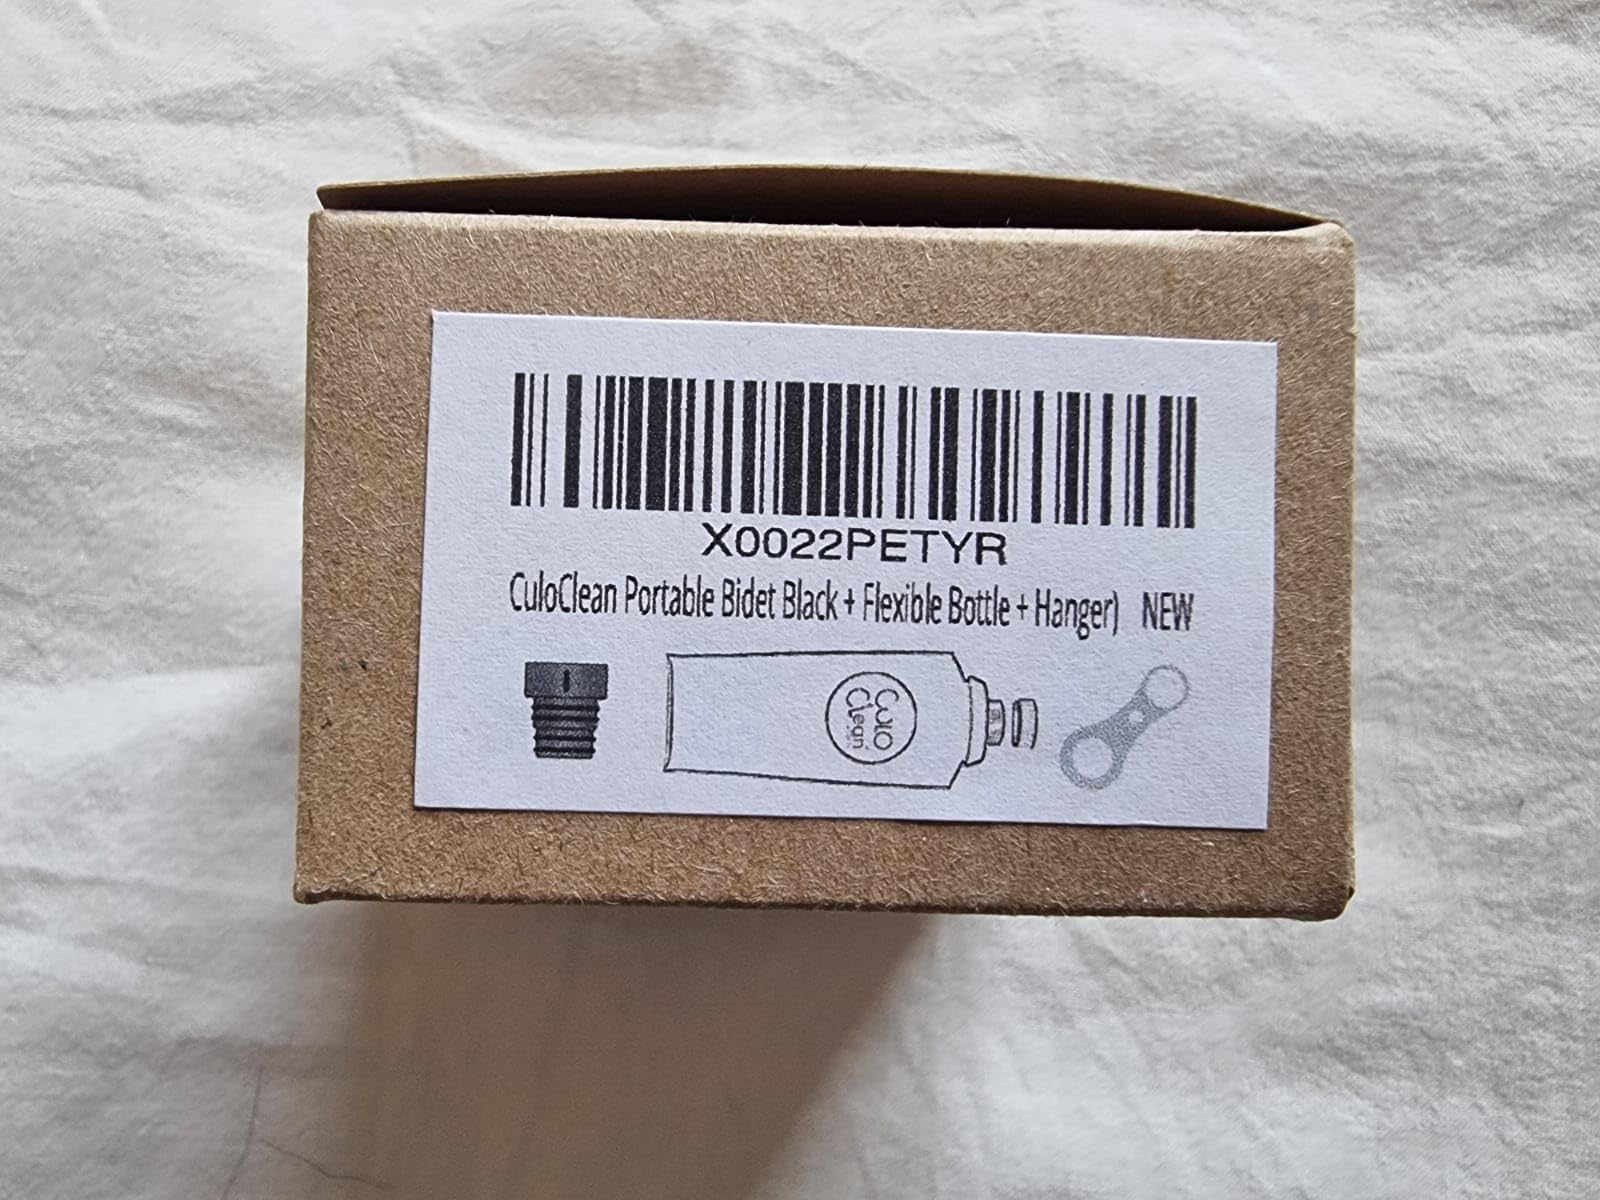 X0022PETYR
CuloClean Portable Bidet Black + Flexible Bottle + Hanger) NEW
Culo
Clean